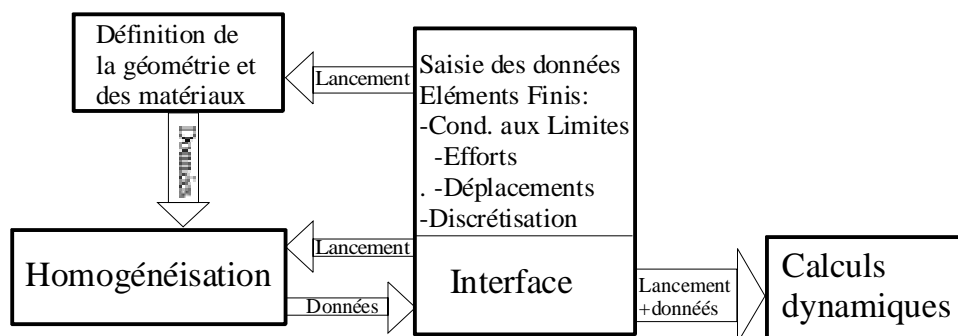 Définition de
la géométrie et
des matériaux
Lancement
Saisie des données
Eléments Finis:
-Cond. aux Limites
-Efforts
. -Déplacements
-Discrétisation
Données
Homogénéisation
Lancement
Données
Interface
Lancement
+donnéés
Calculs
dynamiques